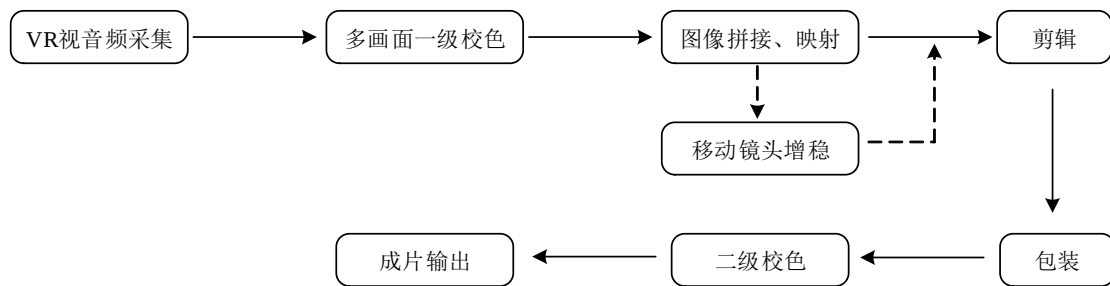 VR视音频采集
多画面一级校色
图像拼接、映射
剪辑
移动镜头增稳
成片输出
二级校色
包装